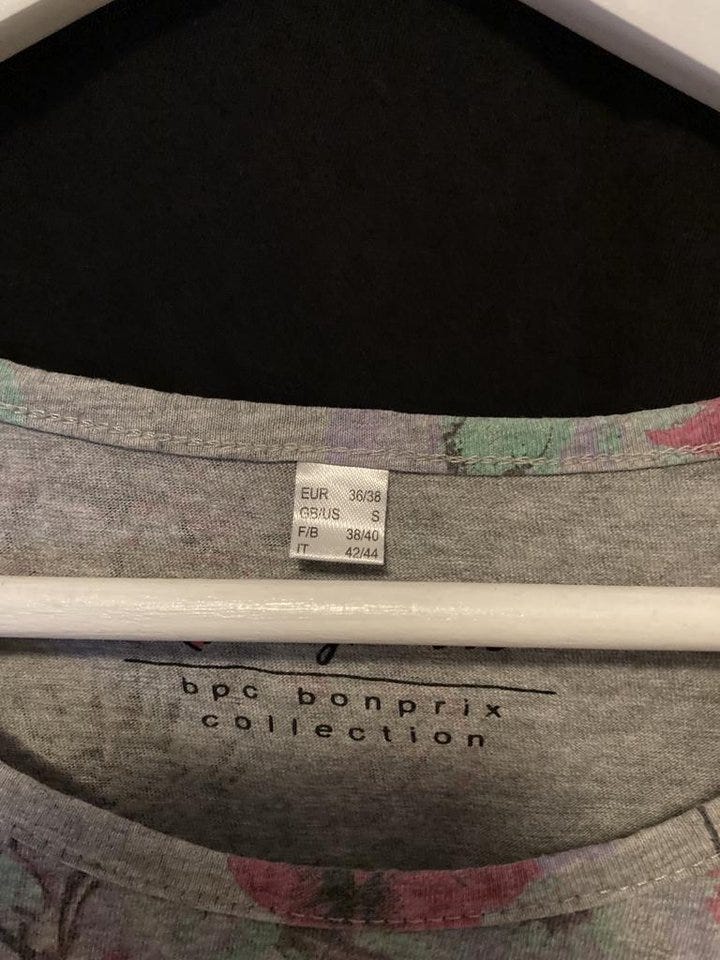 EUR 36/38
GB/US S
F/B 38/40
IT 42/44
bpc bonprix
collection